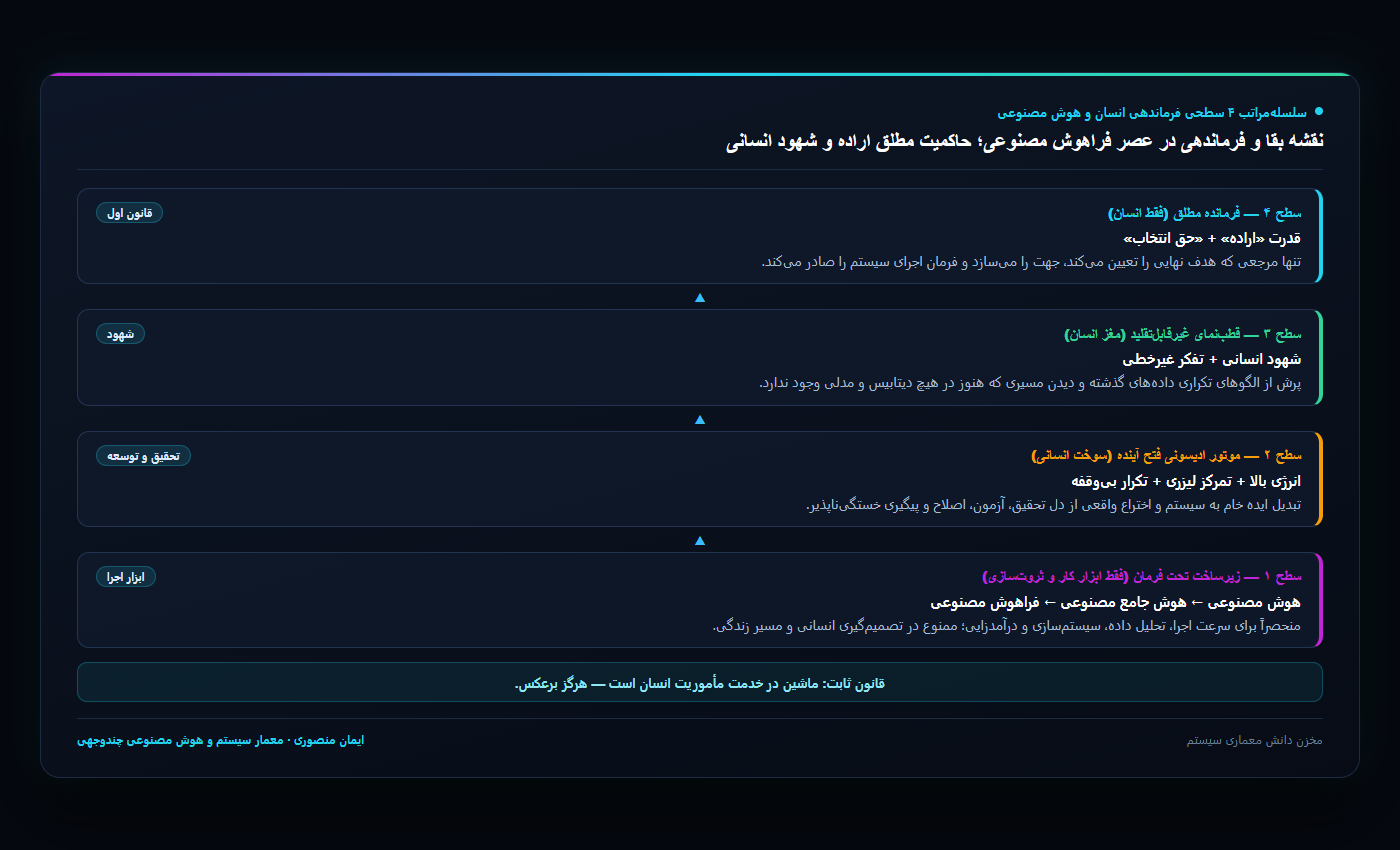 سلسله‌مراتب ۴ سطحی فرماندهی انسان و هوش مصنوعی
نقشه بقا و فرماندهی در عصر فراهوش مصنوعی؛ حاکمیت مطلق اراده و شهود انسانی
سطح ۴ — فرمانده مطلق (فقط انسان)
قانون اول
قدرت «اراده» + «حق انتخاب»
تنها مرجعی که هدف نهایی را تعیین می‌کند، جهت را می‌سازد و فرمان اجرای سیستم را صادر می‌کند.
▲
سطح ۳ — قطب‌نمای غیرقابل‌تقلید (مغز انسان)
شهود
شهود انسانی + تفکر غیرخطی
پرش از الگوهای تکراری داده‌های گذشته و دیدن مسیری که هنوز در هیچ دیتابیس و مدلی وجود ندارد.
▲
سطح ۲ — موتور ادیسونی فتح آینده (سوخت انسانی)
تحقیق و توسعه
انرژی بالا + تمرکز لیزری + تکرار بی‌وقفه
تبدیل ایده خام به سیستم و اختراع واقعی از دل تحقیق، آزمون، اصلاح و پیگیری خستگی‌ناپذیر.
▲
سطح ۱ — زیرساخت تحت فرمان (فقط ابزار کار و ثروت‌سازی)
ابزار اجرا
هوش مصنوعی ← هوش جامع مصنوعی ← فراهوش مصنوعی
منحصراً برای سرعت اجرا، تحلیل داده، سیستم‌سازی و درآمدزایی؛ ممنوع در تصمیم‌گیری انسانی و مسیر زندگی.
قانون ثابت: ماشین در خدمت مأموریت انسان است — هرگز برعکس.
مخزن دانش معماری سیستم
ایمان منصوری · معمار سیستم و هوش مصنوعی چندوجهی